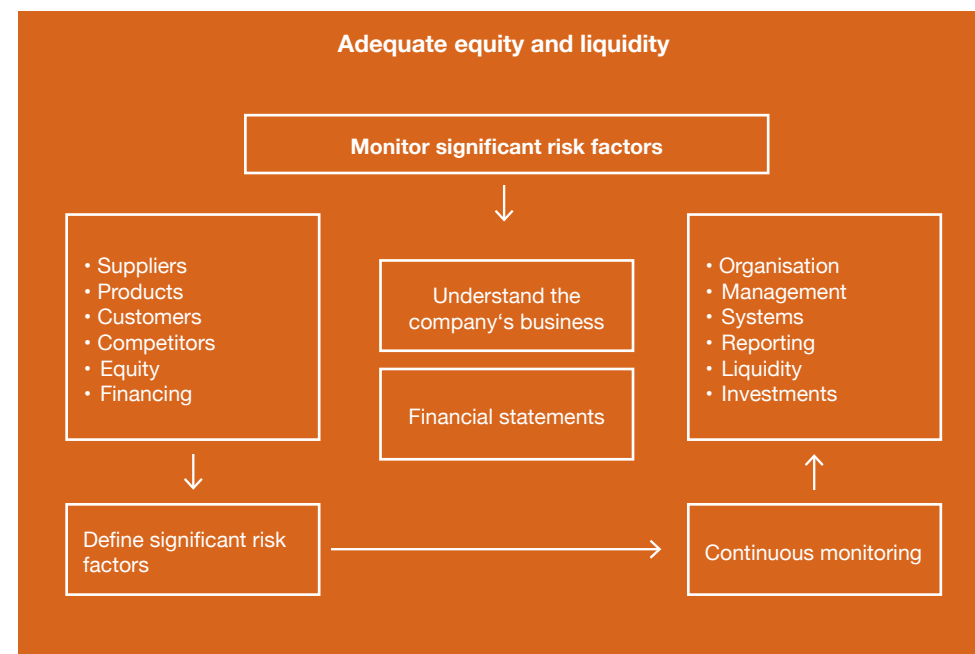 Adequate equity and liquidity
Monitor significant risk factors
• Suppliers
• Products
• Customers
• Competitors
• Equity
• Financing
Understand the
company‘s business
Financial statements
• Organisation
• Management
• Systems
• Reporting
• Liquidity
• Investments
Define significant risk
factors
Continuous monitoring